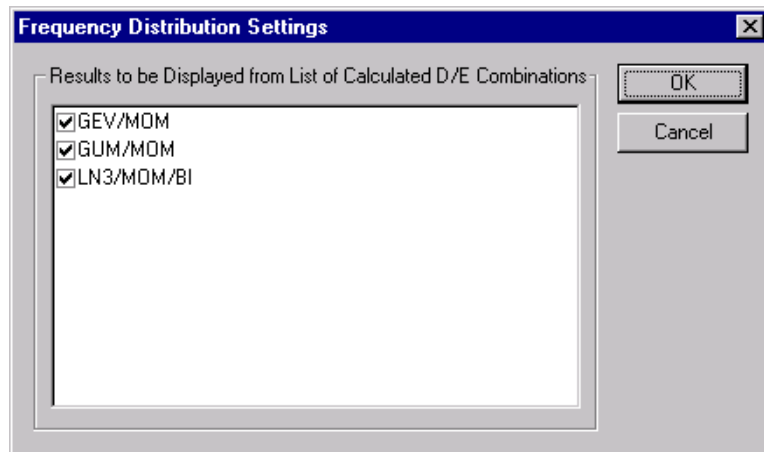 Frequency Distribution Settings
Results to be Displayed from List of Calculated D/E Combinations
OK
Cancel
GEV/MOM
GUM/MOM
LN3/MOM/BI